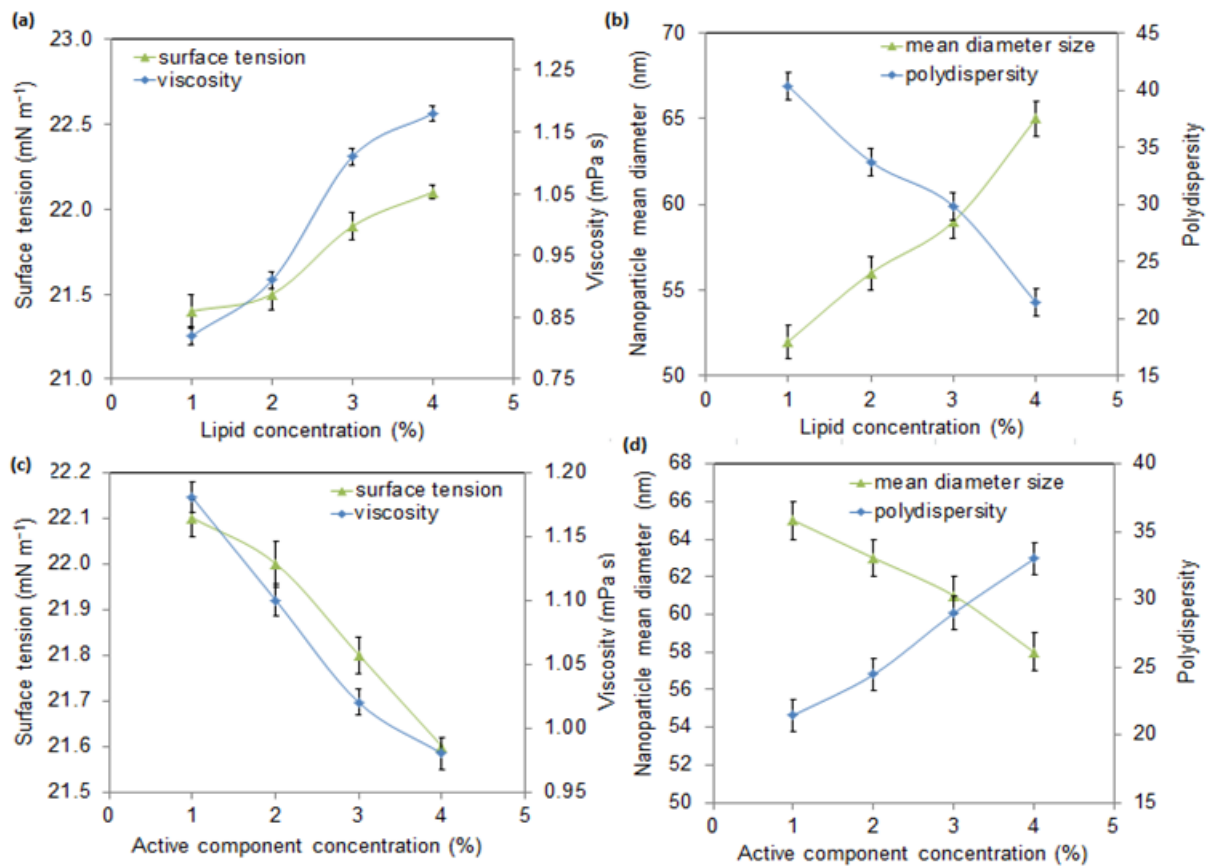 (a)
surface tension
viscosity
Surface tension (mN m⁻¹)
23.0
22.5
22.0
21.5
21.0
Viscosity (mPa s)
1.25
1.15
1.05
0.95
0.85
0.75
0 1 2 3 4 5
Lipid concentration (%)
(b)
mean diameter size
polydispersity
Nanoparticle mean diameter (nm)
70
65
60
55
50
Polydispersity
45
40
35
30
25
20
15
0 1 2 3 4 5
Lipid concentration (%)
(c)
surface tension
viscosity
Surface tension (mN m⁻¹)
22.2
22.1
22.0
21.9
21.8
21.7
21.6
21.5
Viscosity (mPa s)
1.20
1.15
1.10
1.05
1.00
0.95
0 1 2 3 4 5
Active component concentration (%)
(d)
mean diameter size
polydispersity
Nanoparticle mean diameter (nm)
68
66
64
62
60
58
56
54
52
50
Polydispersity
40
35
30
25
20
15
0 1 2 3 4 5
Active component concentration (%)